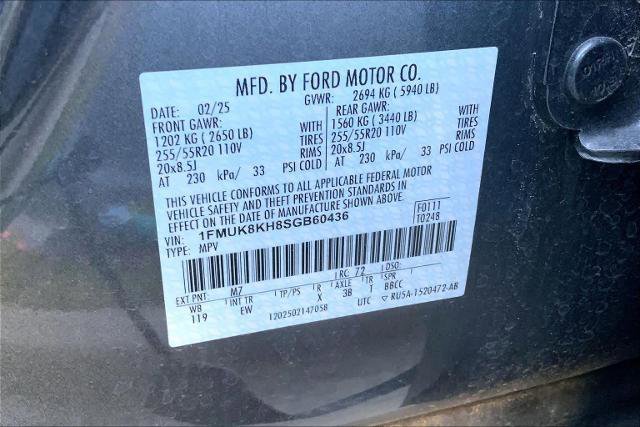 MFD. BY FORD MOTOR CO.
DATE: 02/25 GVWR: 2694 KG ( 5940 LB)
FRONT GAWR: REAR GAWR:
1202 KG ( 2650 LB) WITH 1560 KG ( 3440 LB) WITH
255/55R20 110V TIRES 255/55R20 110V TIRES
20x8.5J RIMS 20x8.5J RIMS
AT 230 kPa/ 33 PSI COLD AT 230 kPa/ 33 PSI COLD
THIS VEHICLE CONFORMS TO ALL APPLICABLE FEDERAL MOTOR
VEHICLE SAFETY AND THEFT PREVENTION STANDARDS IN
EFFECT ON THE DATE OF MANUFACTURE SHOWN ABOVE.
VIN: 1FMUK8KH8SGB60436 F0111
TYPE: MPV T0248
EXT PNT: M7 RC: 72 DSO:
WB INT TR TP/PS R AXLE TR SPR
119 EW X 3B T BBCC
1202502147058 UTC ▽ RU5A-1520472-AB